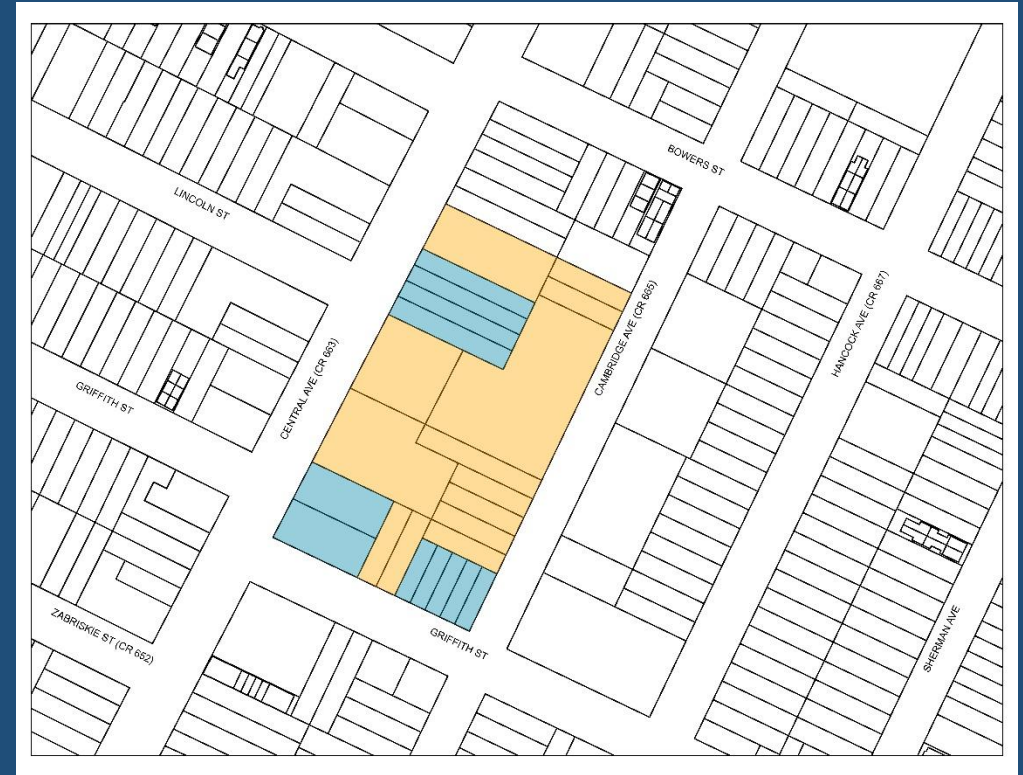 BOWERS ST
LINCOLN ST
HANCOCK AVE (CR 667)
CAMBRIDGE AVE (CR 665)
CENTRAL AVE (CR 663)
GRIFFITH ST
SHERMAN AVE
ZABRISKIE ST (CR 652)
GRIFFITH ST